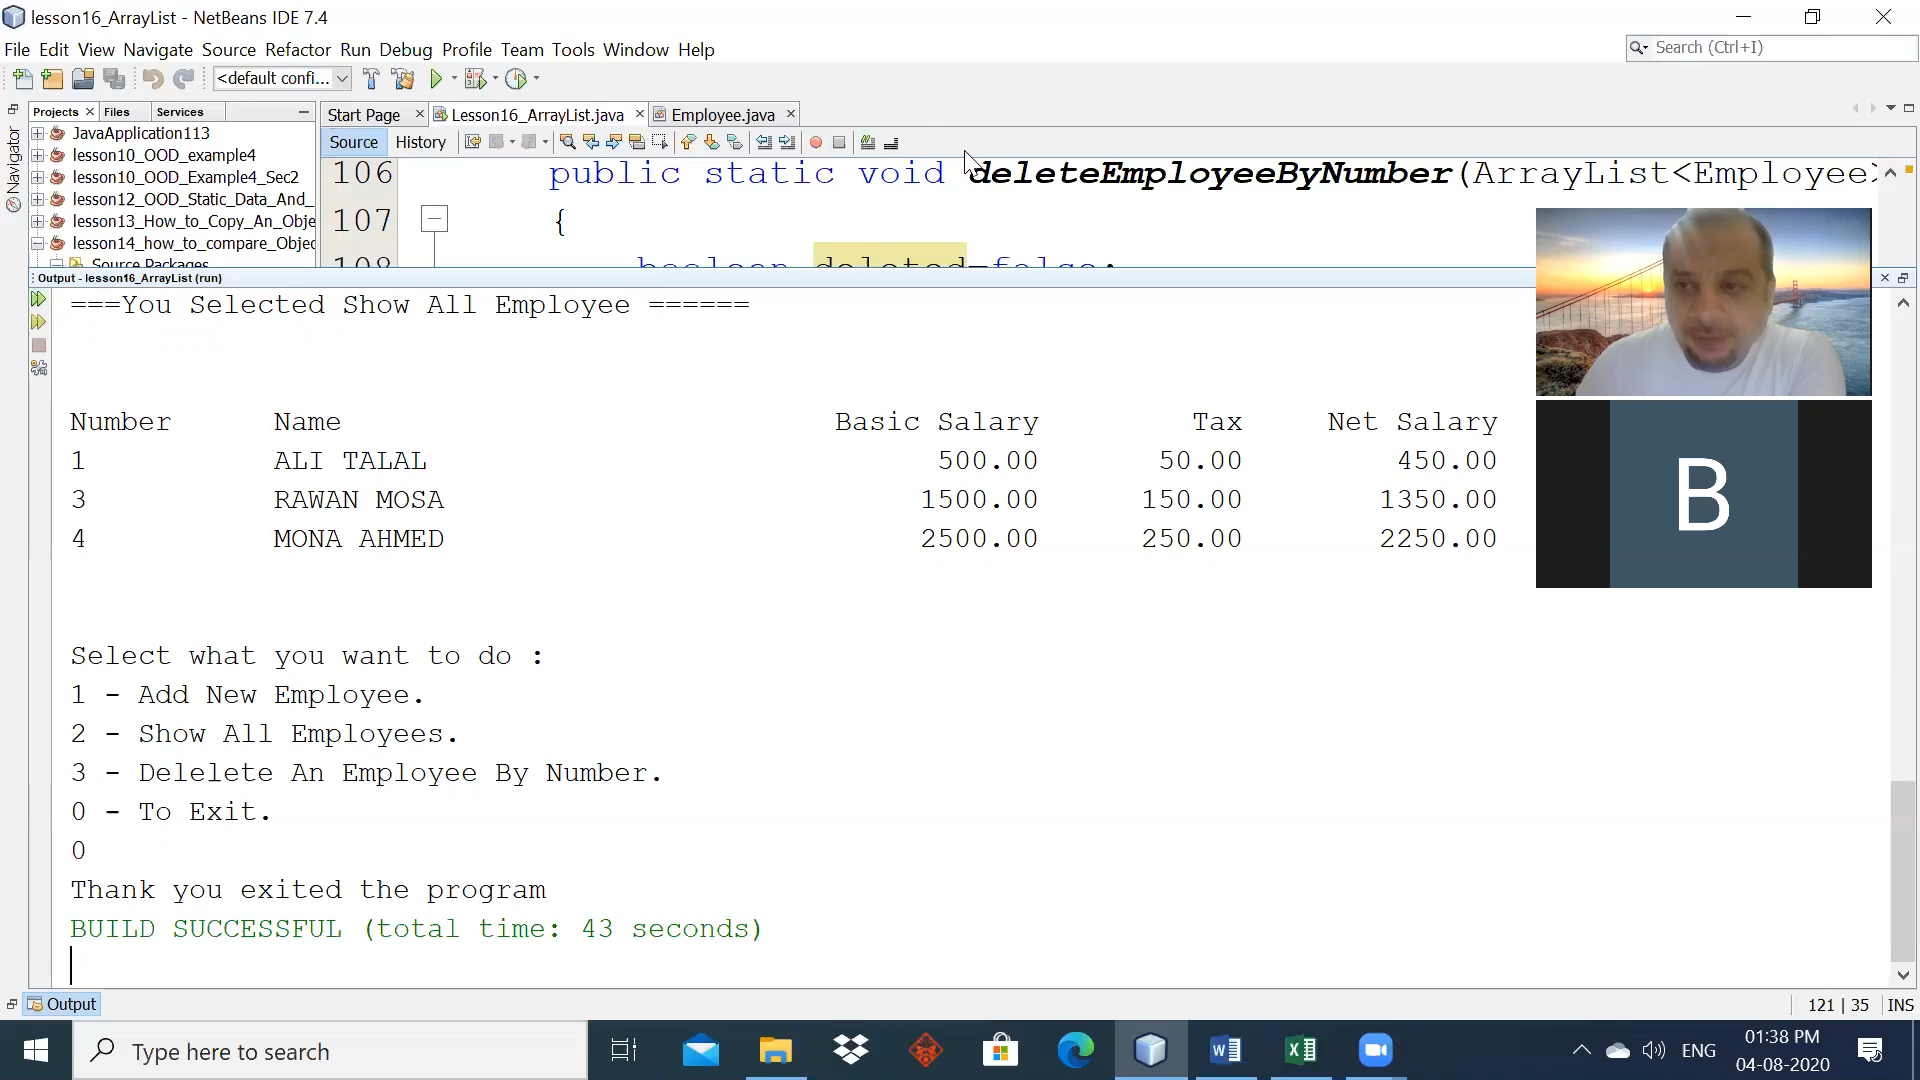 lesson16_ArrayList - NetBeans IDE 7.4
File Edit View Navigate Source Refactor Run Debug Profile Team Tools Window Help
Search (Ctrl+I)
<default confi...
Projects Files Services
Start Page Lesson16_ArrayList.java Employee.java
Navigator
JavaApplication113
lesson10_OOD_example4
lesson10_OOD_Example4_Sec2
lesson12_OOD_Static_Data_And_
lesson13_How_to_Copy_An_Obje
lesson14_how_to_compare_Objec
Source Packages
Source History
106 public static void deleteEmployeeByNumber(ArrayList<Employee>
107 {
108 boolean deleted=false;
Output - lesson16_ArrayList (run)
===You Selected Show All Employee ======
Number Name Basic Salary Tax Net Salary
1 ALI TALAL 500.00 50.00 450.00
3 RAWAN MOSA 1500.00 150.00 1350.00
4 MONA AHMED 2500.00 250.00 2250.00
B
Select what you want to do :
1 - Add New Employee.
2 - Show All Employees.
3 - Delelete An Employee By Number.
0 - To Exit.
0
Thank you exited the program
BUILD SUCCESSFUL (total time: 43 seconds)
Output
121 | 35 INS
Type here to search
ENG
01:38 PM
04-08-2020